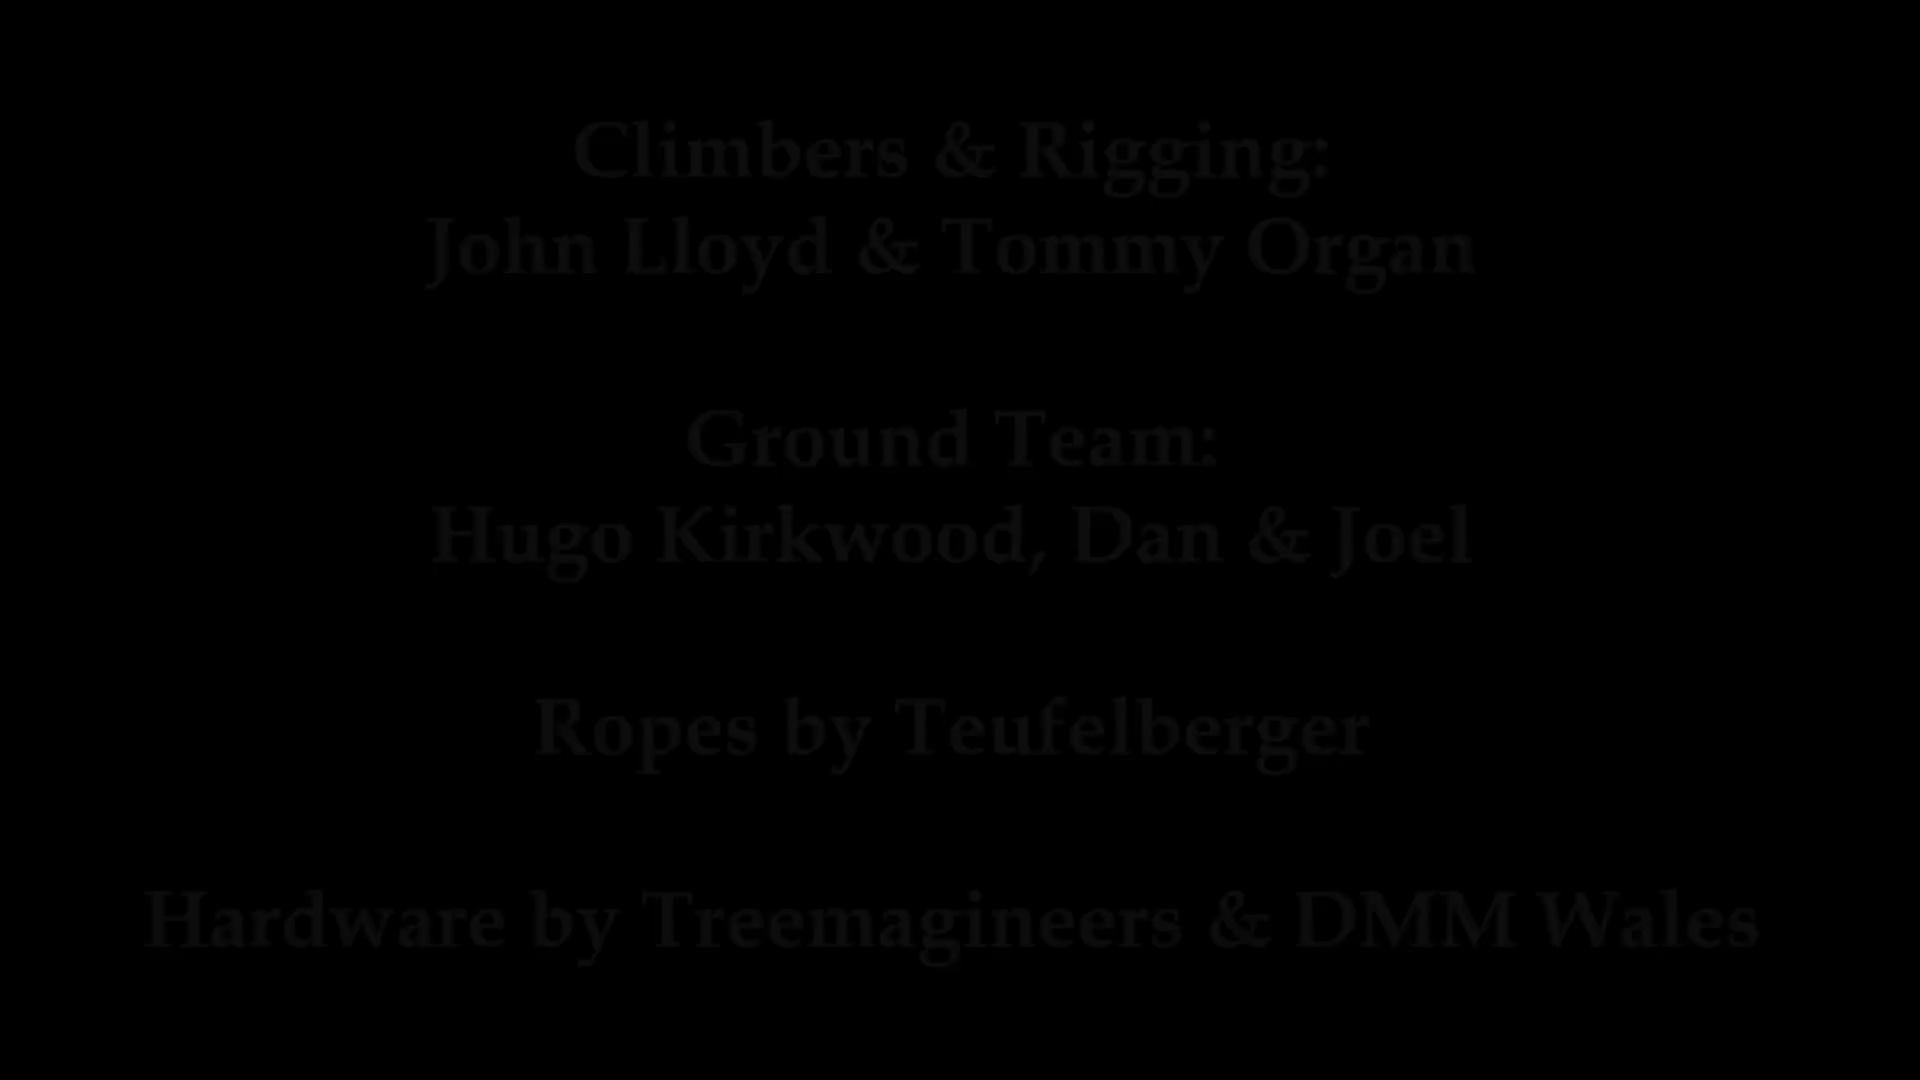 Climbers & Rigging:
John Lloyd & Tommy Organ
Ground Team:
Hugo Kirkwood, Dan & Joel
Ropes by Teufelberger
Hardware by Treemagineers & DMM Wales